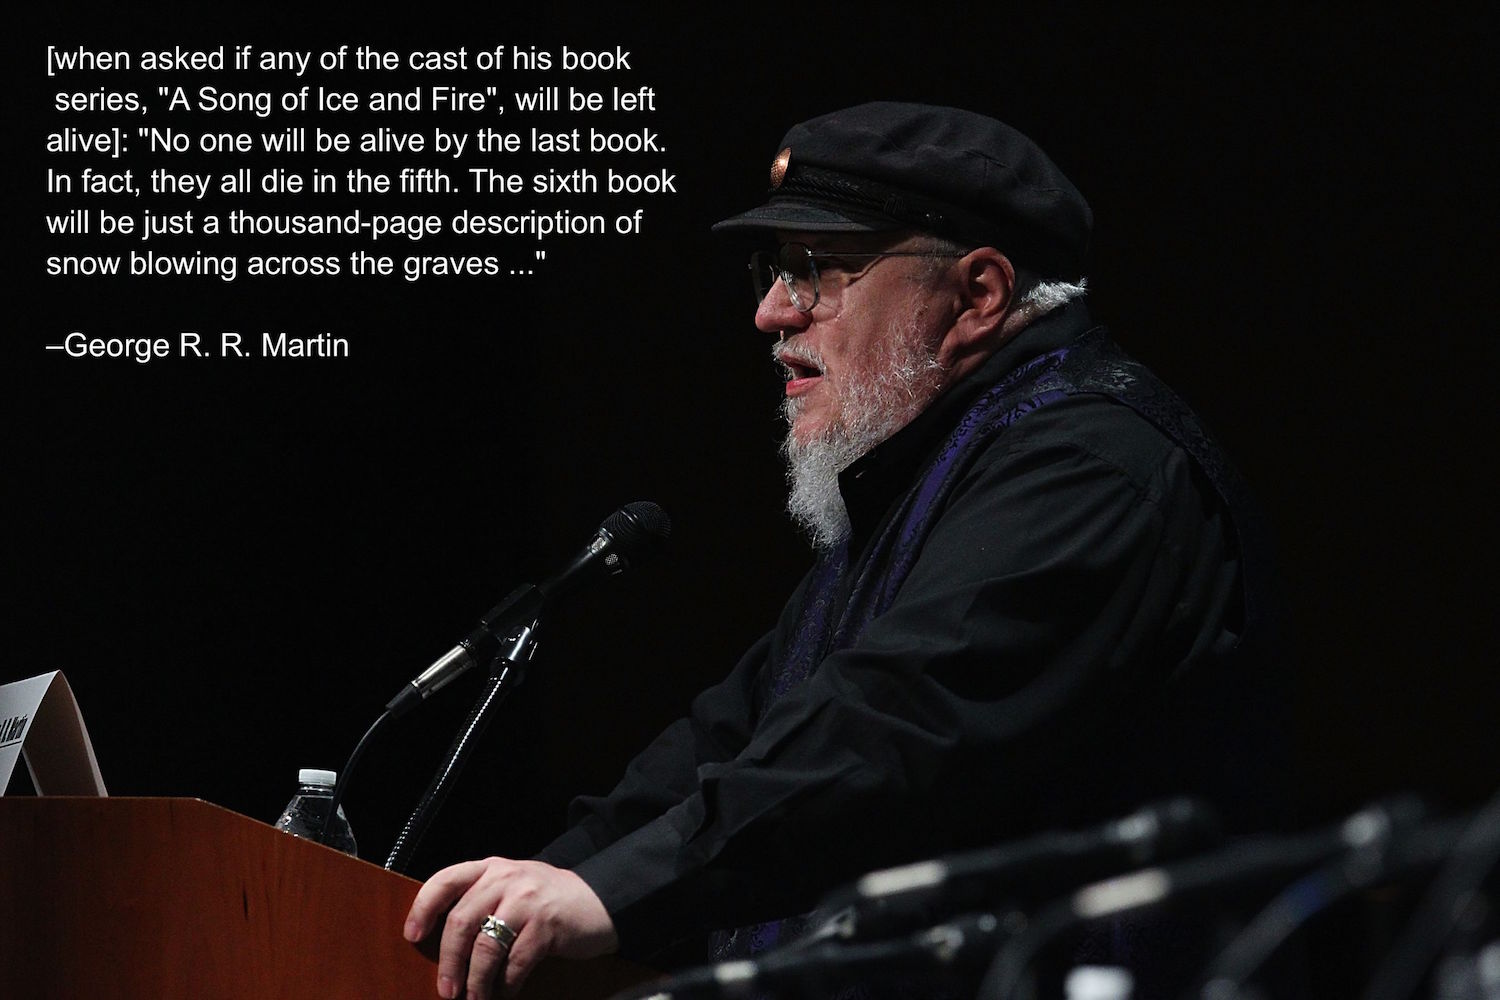 [when asked if any of the cast of his book
series, "A Song of Ice and Fire", will be left
alive]: "No one will be alive by the last book.
In fact, they all die in the fifth. The sixth book
will be just a thousand-page description of
snow blowing across the graves ..."
–George R. R. Martin
Martin